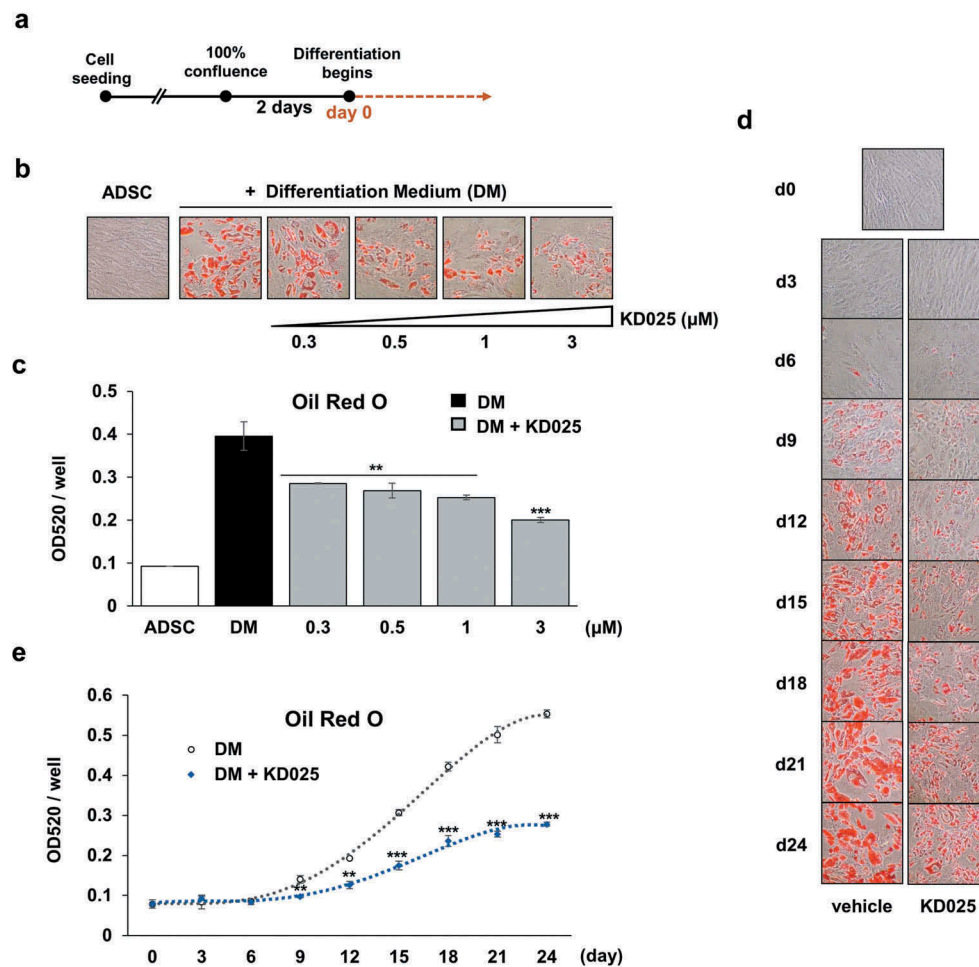 a
Cell
seeding
100%
confluence
Differentiation
begins
2 days
day 0
b
ADSC
+ Differentiation Medium (DM)
KD025 (µM)
0.3 0.5 1 3
c
Oil Red O
DM
DM + KD025
OD520 / well
0.5
0.4
0.3
0.2
0.1
0
**
***
ADSC DM 0.3 0.5 1 3 (µM)
d
d0
d3
d6
d9
d12
d15
d18
d21
d24
vehicle KD025
e
Oil Red O
DM
DM + KD025
OD520 / well
0.6
0.5
0.4
0.3
0.2
0.1
0
** ** *** *** *** ***
0 3 6 9 12 15 18 21 24 (day)